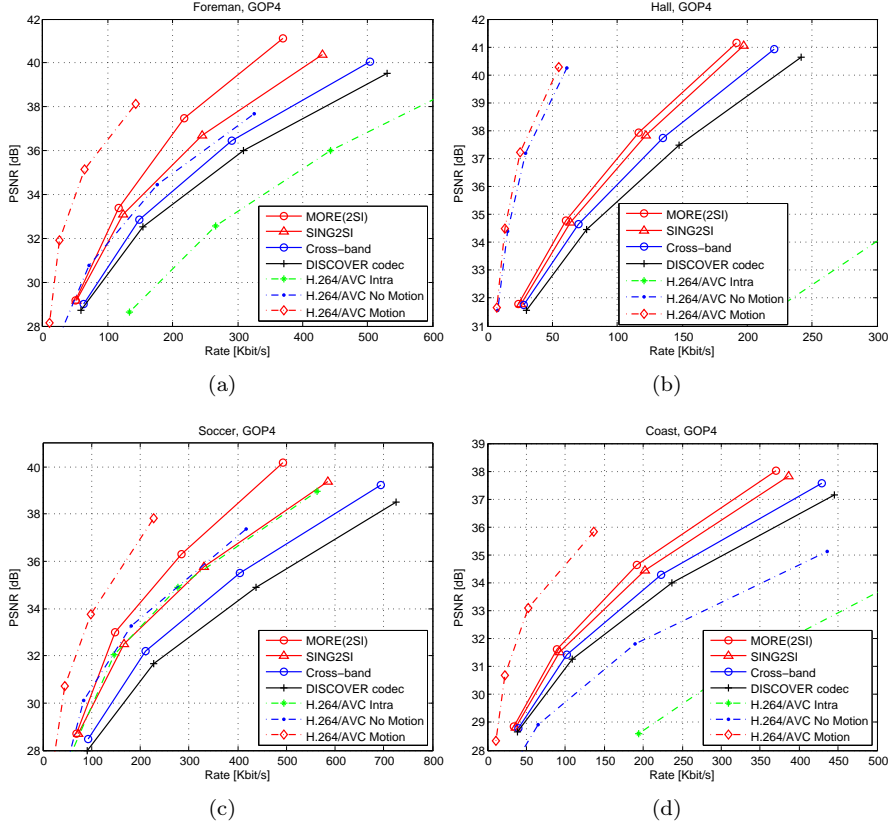 Foreman, GOP4
42
40
38
36
34
32
30
28
PSNR [dB]
0 100 200 300 400 500 600
Rate [Kbit/s]
MORE(2SI)
SING2SI
Cross−band
DISCOVER codec
H.264/AVC Intra
H.264/AVC No Motion
H.264/AVC Motion
(a)
Hall, GOP4
42
41
40
39
38
37
36
35
34
33
32
31
PSNR [dB]
0 50 100 150 200 250 300
Rate [Kbit/s]
MORE(2SI)
SING2SI
Cross−band
DISCOVER codec
H.264/AVC Intra
H.264/AVC No Motion
H.264/AVC Motion
(b)
Soccer, GOP4
40
38
36
34
32
30
28
PSNR [dB]
0 100 200 300 400 500 600 700 800
Rate [Kbit/s]
MORE(2SI)
SING2SI
Cross−band
DISCOVER codec
H.264/AVC Intra
H.264/AVC No Motion
H.264/AVC Motion
(c)
Coast, GOP4
39
38
37
36
35
34
33
32
31
30
29
28
PSNR [dB]
0 50 100 150 200 250 300 350 400 450 500
Rate [Kbit/s]
MORE(2SI)
SING2SI
Cross−band
DISCOVER codec
H.264/AVC Intra
H.264/AVC No Motion
H.264/AVC Motion
(d)